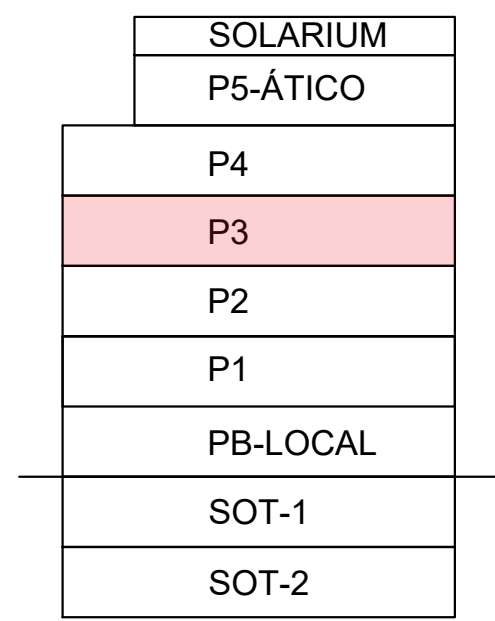 SOLARIUM
P5-ÁTICO
P4
P3
P2
P1
PB-LOCAL
SOT-1
SOT-2